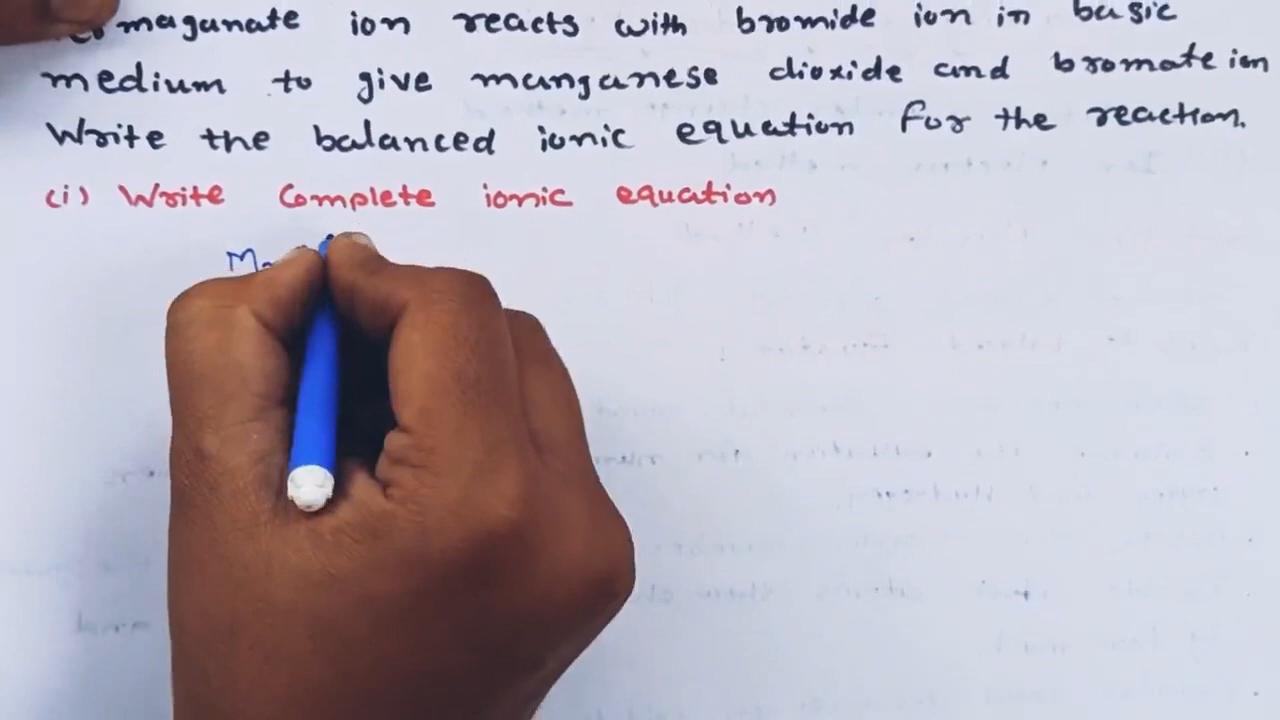 maganate ion reacts with bromide ion in basic
medium to give manganese dioxide and bromate ion
Write the balanced ionic equation for the reaction.
(i) Write Complete ionic equation